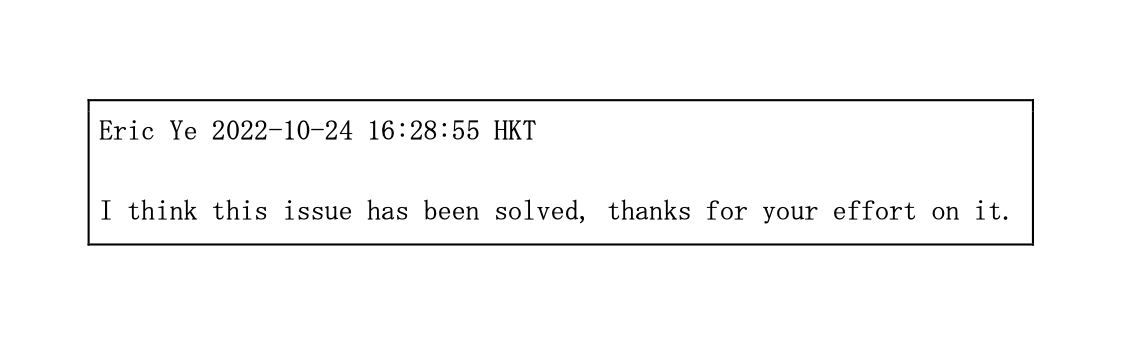 Eric Ye 2022-10-24 16:28:55 HKT
I think this issue has been solved, thanks for your effort on it.